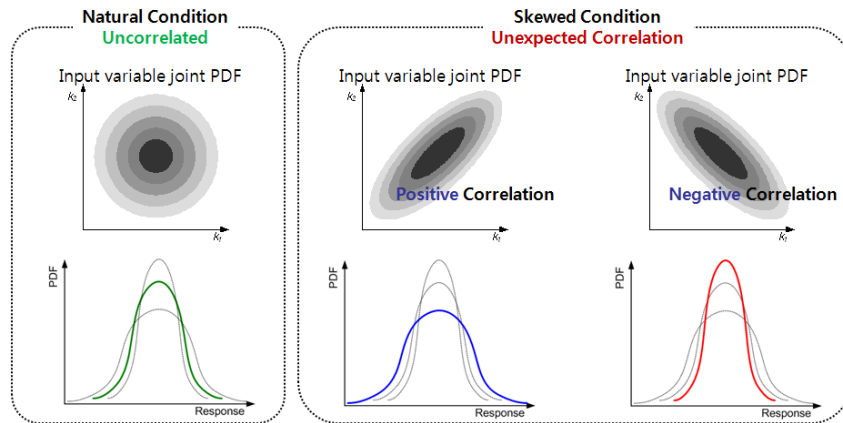 Natural Condition
Uncorrelated
Input variable joint PDF
k₂
k₁
PDF
Response
Skewed Condition
Unexpected Correlation
Input variable joint PDF
k₂
Positive Correlation
k₁
PDF
Response
Input variable joint PDF
k₂
Negative Correlation
k₁
PDF
Response